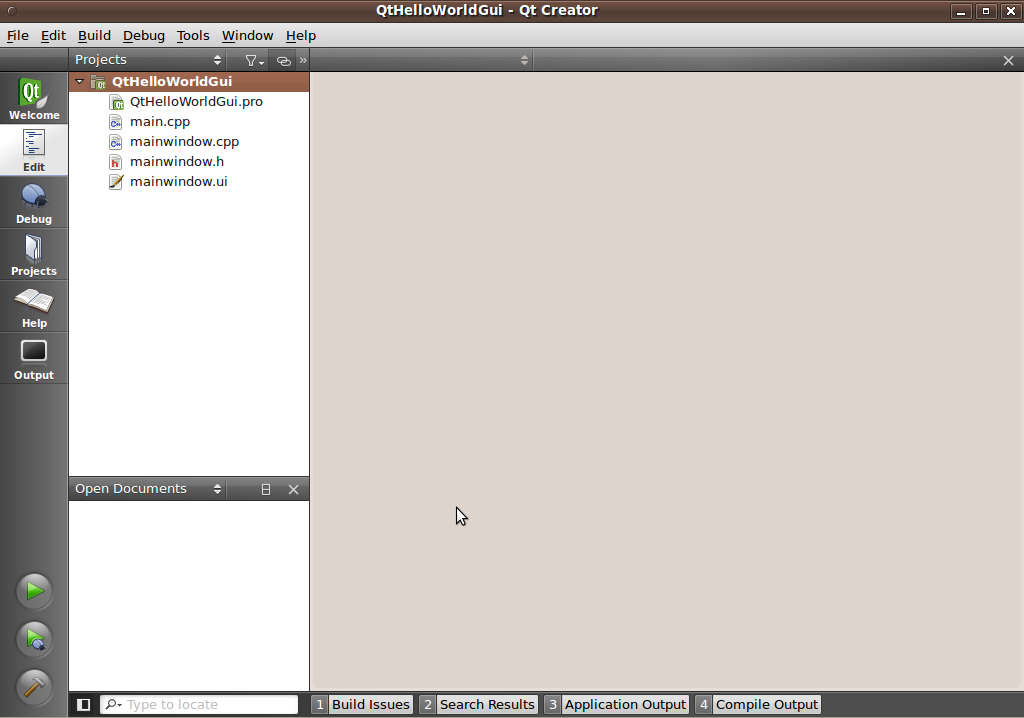 QtHelloWorldGui - Qt Creator
File Edit Build Debug Tools Window Help
Projects
QtHelloWorldGui
QtHelloWorldGui.pro
main.cpp
mainwindow.cpp
mainwindow.h
mainwindow.ui
Qt
Welcome
Edit
Debug
Projects
Help
Output
Open Documents
Type to locate
1 Build Issues
2 Search Results
3 Application Output
4 Compile Output